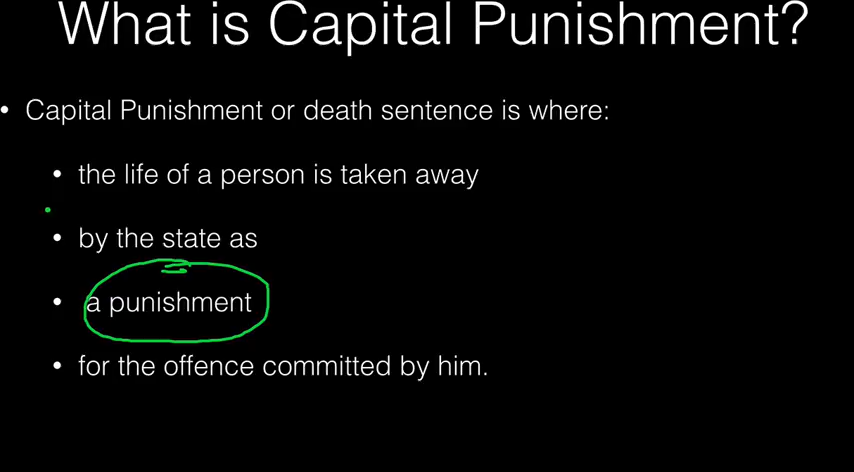 What is Capital Punishment?
• Capital Punishment or death sentence is where:
• the life of a person is taken away
• by the state as
• a punishment
• for the offence committed by him.